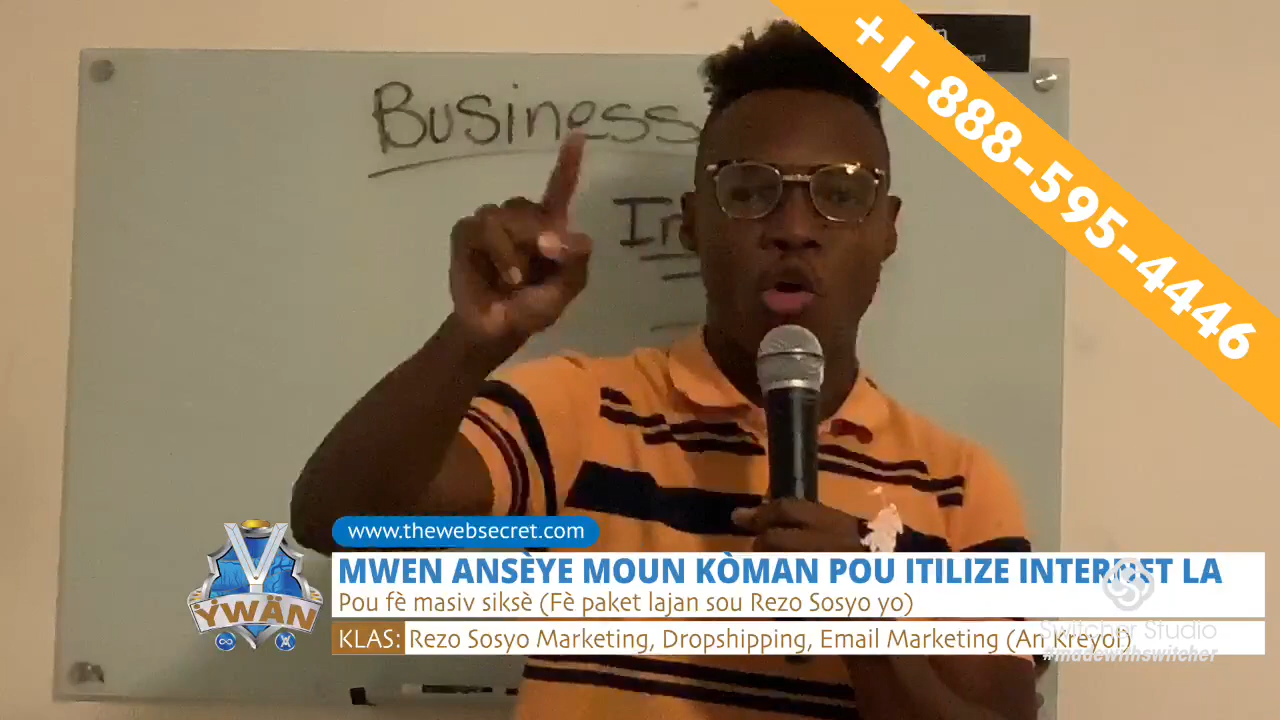 Business
+1-888-595-4446
www.thewebsecret.com
MWEN ANSÈYE MOUN KÒMAN POU ITILIZE INTERNET LA
Pou fè masiv siksè (Fè paket lajan sou Rezo Sosyo yo)
KLAS: Rezo Sosyo Marketing, Dropshipping, Email Marketing (An Kreyol)
YWÄN
Switcher Studio
#madewithswitcher